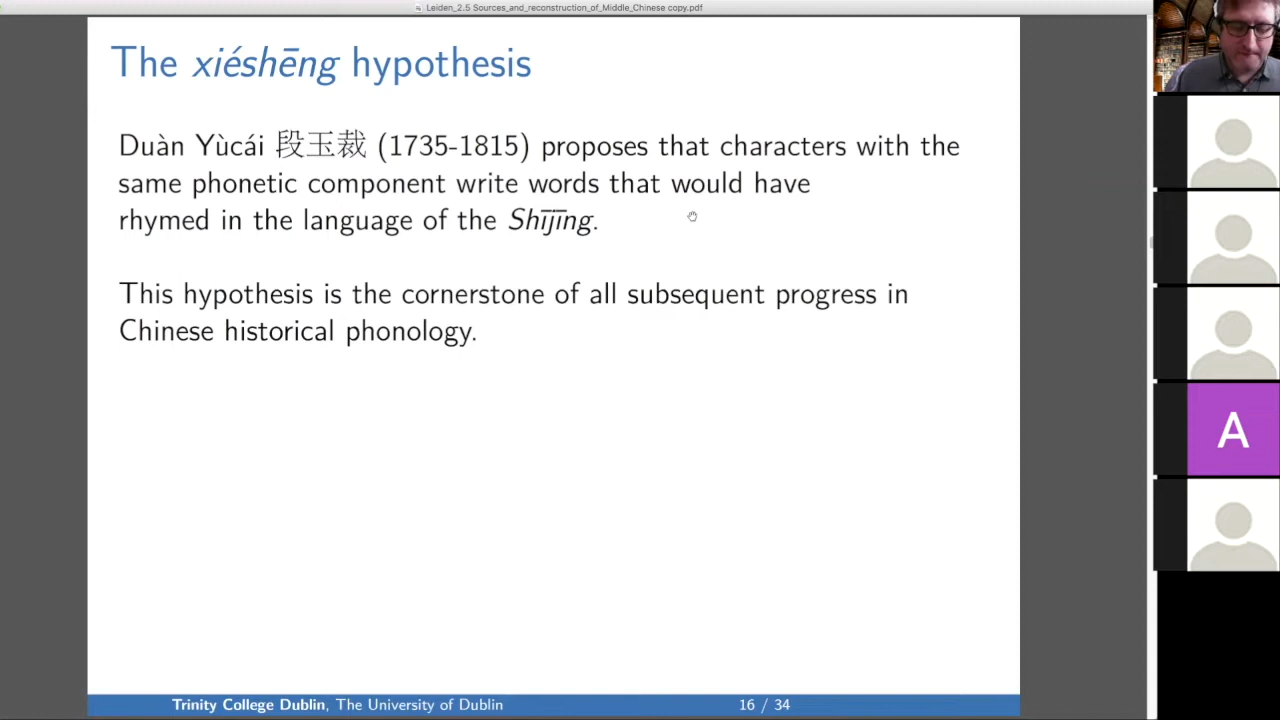 Leiden_2.5 Sources_and_reconstruction_of_Middle_Chinese copy.pdf
The xiéshēng hypothesis
Duàn Yùcái 段玉裁 (1735-1815) proposes that characters with the
same phonetic component write words that would have
rhymed in the language of the Shījīng.
This hypothesis is the cornerstone of all subsequent progress in
Chinese historical phonology.
A
Trinity College Dublin, The University of Dublin
16 / 34